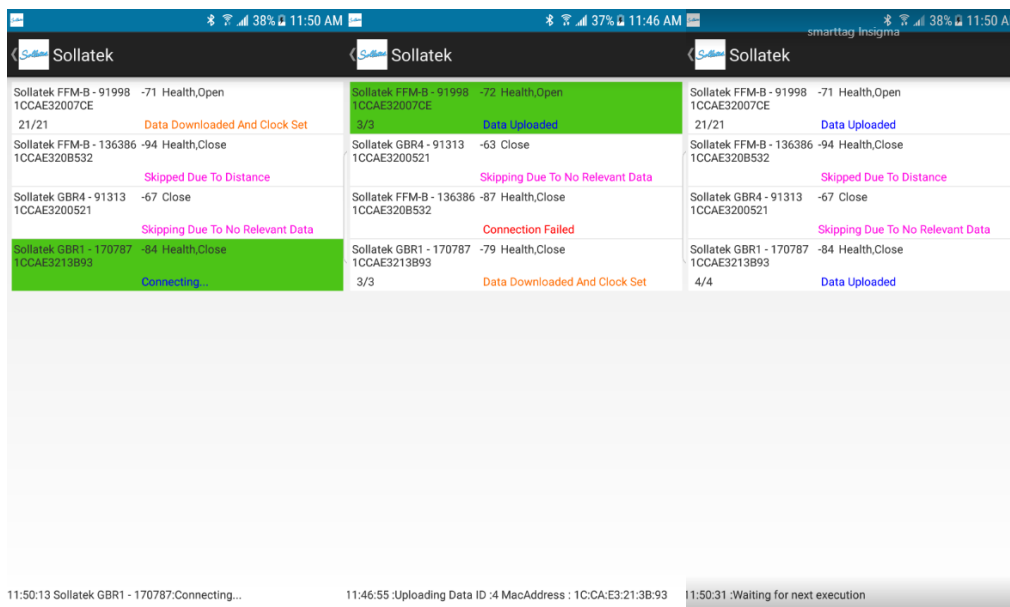 38% 11:50 AM
Sollatek
Sollatek FFM-B - 91998 -71 Health,Open
1CCAE32007CE
21/21 Data Downloaded And Clock Set
Sollatek FFM-B - 136386 -94 Health,Close
1CCAE320B532
Skipped Due To Distance
Sollatek GBR4 - 91313 -67 Close
1CCAE3200521
Skipping Due To No Relevant Data
Sollatek GBR1 - 170787 -84 Health,Close
1CCAE3213B93
Connecting...
11:50:13 Sollatek GBR1 - 170787:Connecting...
37% 11:46 AM
Sollatek
Sollatek FFM-B - 91998 -72 Health,Open
1CCAE32007CE
3/3 Data Uploaded
Sollatek GBR4 - 91313 -63 Close
1CCAE3200521
Skipping Due To No Relevant Data
Sollatek FFM-B - 136386 -87 Health,Close
1CCAE320B532
Connection Failed
Sollatek GBR1 - 170787 -79 Health,Close
1CCAE3213B93
3/3 Data Downloaded And Clock Set
11:46:55 :Uploading Data ID :4 MacAddress : 1C:CA:E3:21:3B:93
38% 11:50 A
smarttag Insigma
Sollatek
Sollatek FFM-B - 91998 -71 Health,Open
1CCAE32007CE
21/21 Data Uploaded
Sollatek FFM-B - 136386 -94 Health,Close
1CCAE320B532
Skipped Due To Distance
Sollatek GBR4 - 91313 -67 Close
1CCAE3200521
Skipping Due To No Relevant Data
Sollatek GBR1 - 170787 -84 Health,Close
1CCAE3213B93
4/4 Data Uploaded
11:50:31 :Waiting for next execution